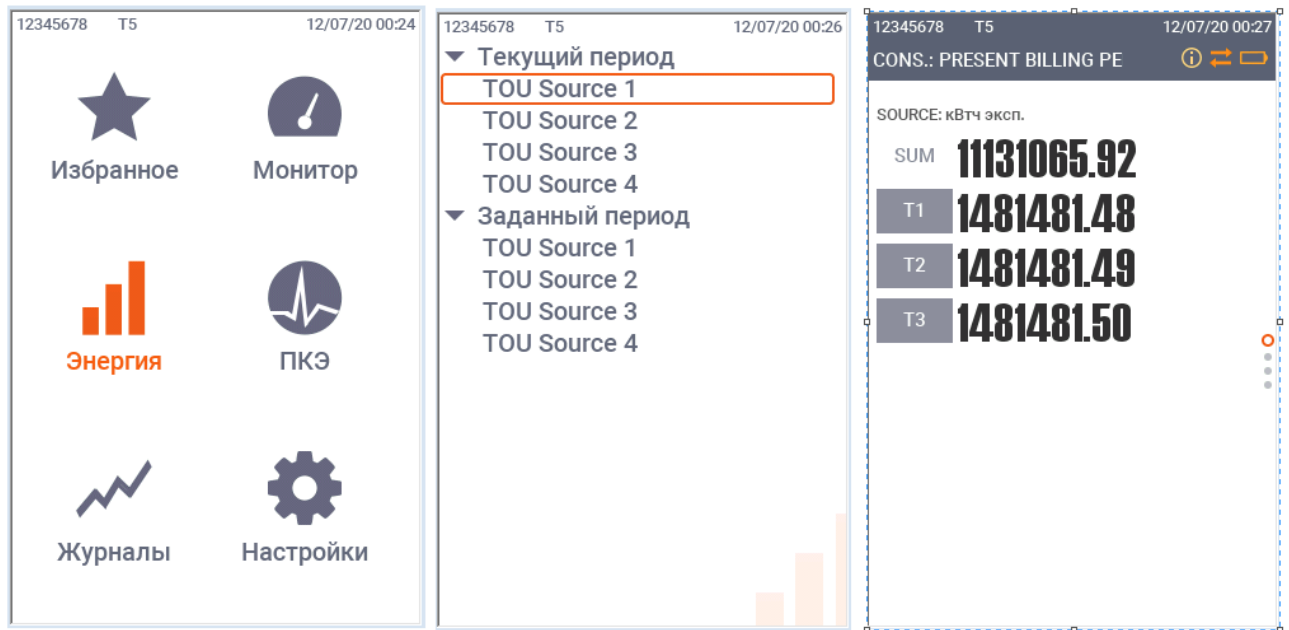 12345678 T5 12/07/20 00:24
Избранное Монитор
Энергия ПКЭ
Журналы Настройки
12345678 T5 12/07/20 00:26
Текущий период
TOU Source 1
TOU Source 2
TOU Source 3
TOU Source 4
Заданный период
TOU Source 1
TOU Source 2
TOU Source 3
TOU Source 4
12345678 T5 12/07/20 00:27
CONS.: PRESENT BILLING PE
SOURCE: кВтч эксп.
SUM 11131065.92
T1 1481481.48
T2 1481481.49
T3 1481481.50